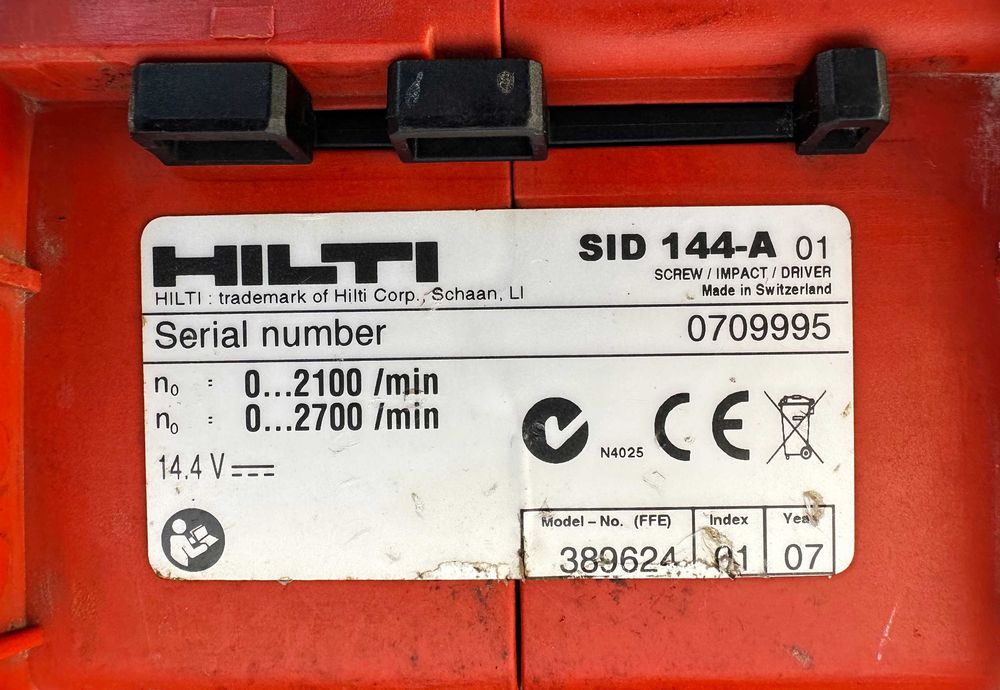 HILTI
SID 144-A 01
SCREW / IMPACT / DRIVER
HILTI : trademark of Hilti Corp., Schaan, LI
Made in Switzerland
Serial number 0709995
n₀ : 0...2100 /min
n₀ : 0...2700 /min
14,4 V
N4025
CE
Model – No. (FFE) Index Year
389624 01 07